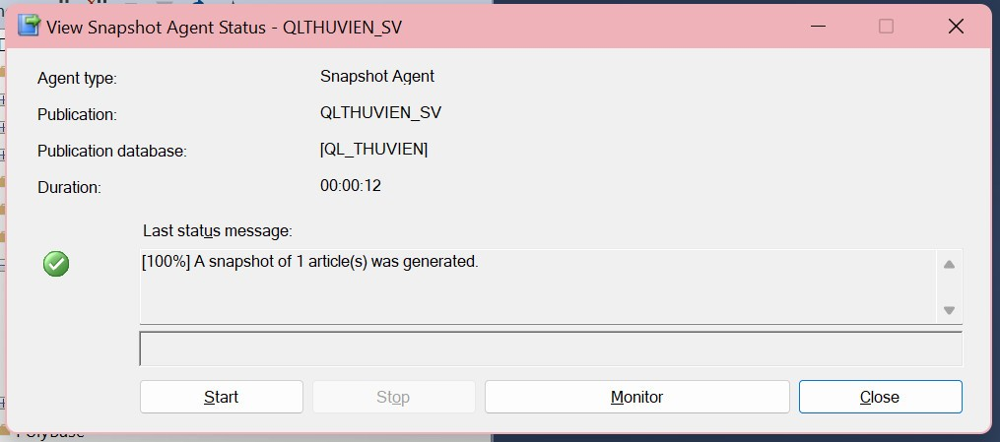 View Snapshot Agent Status - QLTHUVIEN_SV
Agent type: Snapshot Agent
Publication: QLTHUVIEN_SV
Publication database: [QL_THUVIEN]
Duration: 00:00:12
Last status message:
[100%] A snapshot of 1 article(s) was generated.
Start Stop Monitor Close
PolyBase